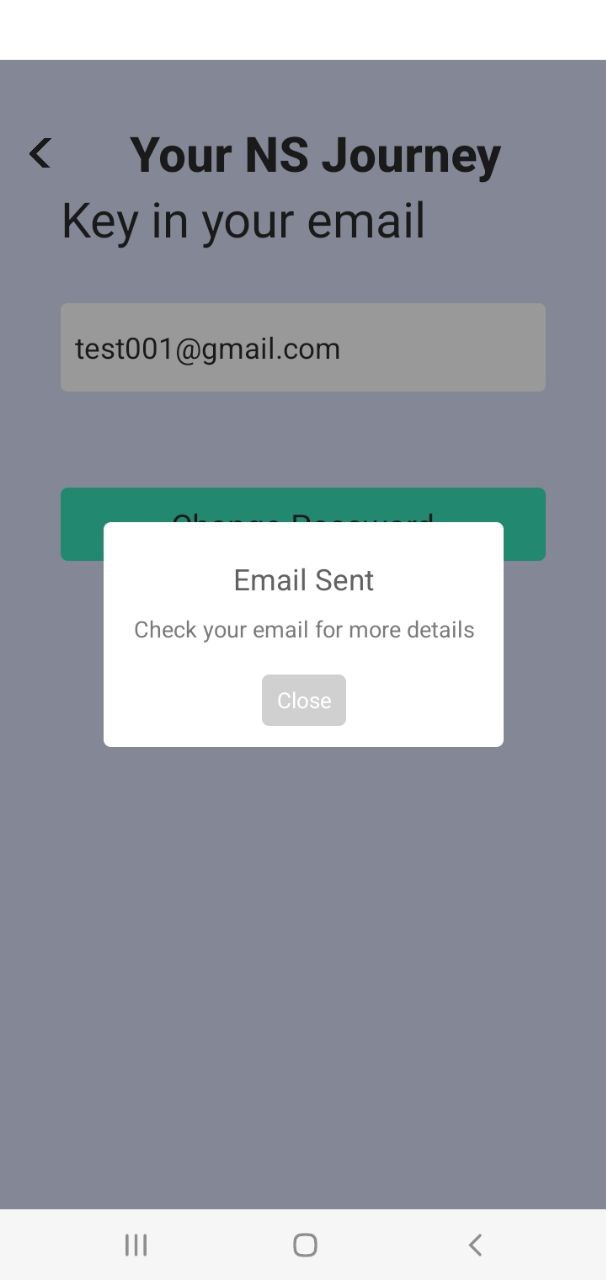 Your NS Journey
Key in your email
test001@gmail.com
Change Password
Email Sent
Check your email for more details
Close